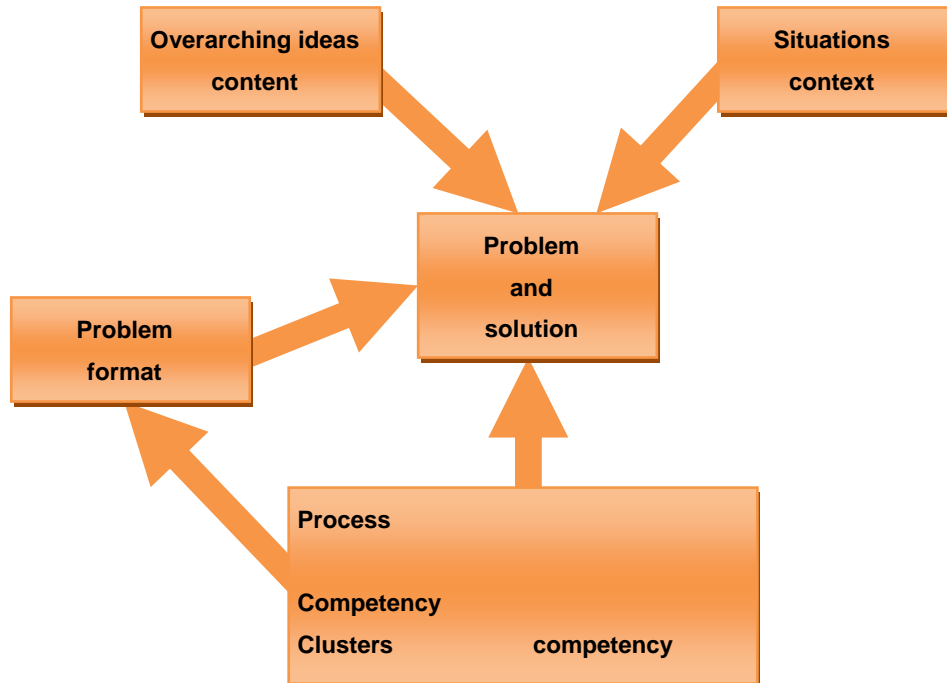 Overarching ideas
content
Situations
context
Problem
and
solution
Problem
format
Process
Competency
Clusters competency